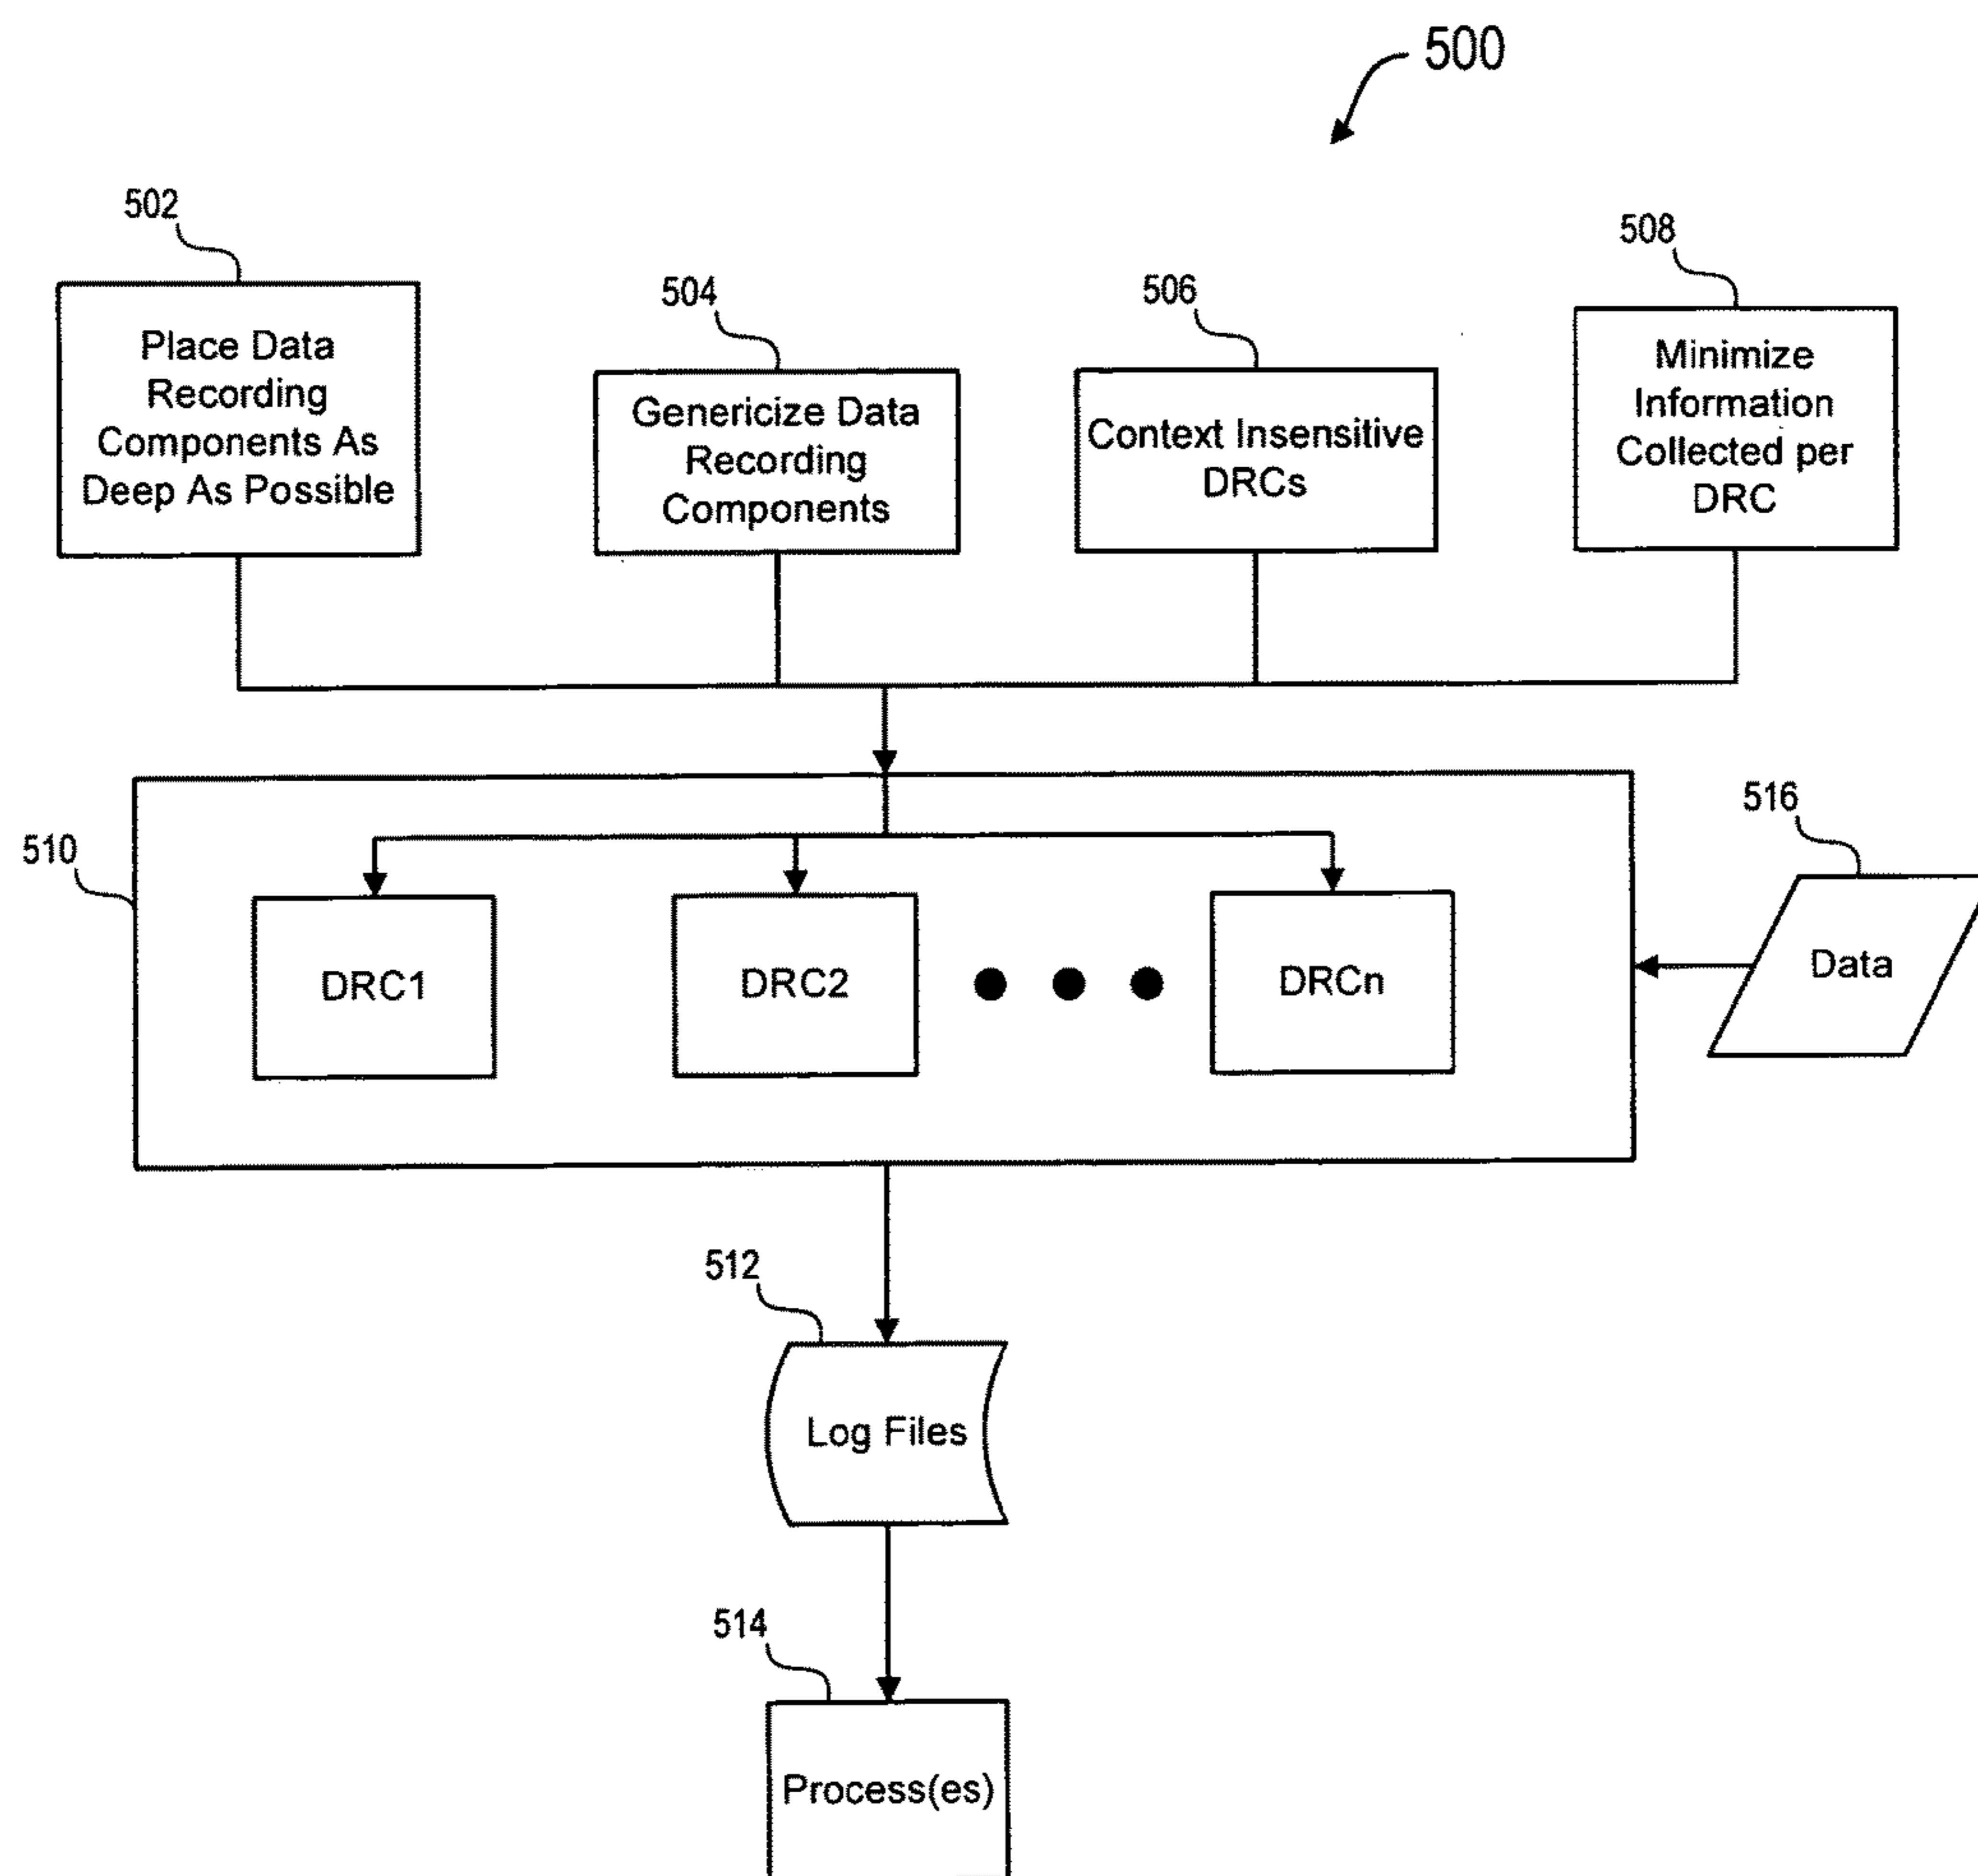 500
502
Place Data
Recording
Components As
Deep As Possible
504
Genericize Data
Recording
Components
506
Context Insensitive
DRCs
508
Minimize
Information
Collected per
DRC
510
DRC1
DRC2
DRCn
516
Data
512
Log Files
514
Process(es)